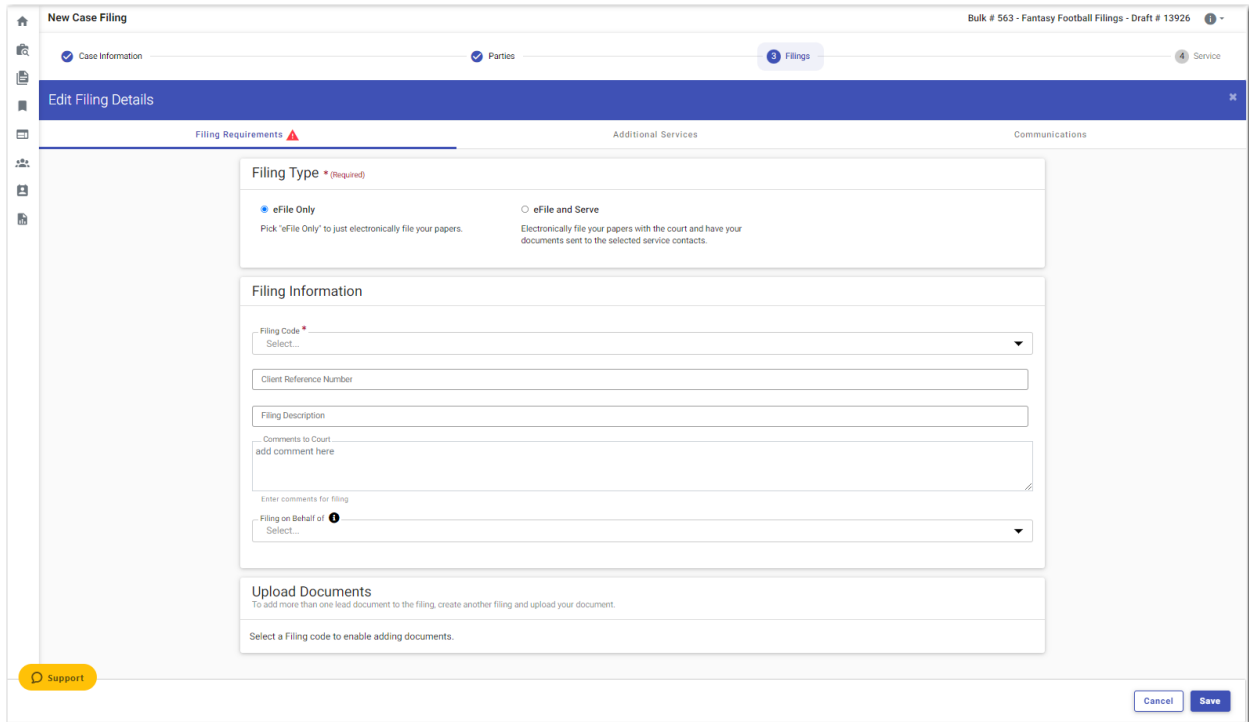 New Case Filing
Bulk # 563 - Fantasy Football Filings - Draft # 13926
Case Information
Parties
3 Filings
4 Service
Edit Filing Details
Filing Requirements
Additional Services
Communications
Filing Type * (Required)
eFile Only
Pick "eFile Only" to just electronically file your papers.
eFile and Serve
Electronically file your papers with the court and have your
documents sent to the selected service contacts.
Filing Information
Filing Code *
Select...
Client Reference Number
Filing Description
Comments to Court
add comment here
Enter comments for filing
Filing on Behalf of
Select...
Upload Documents
To add more than one lead document to the filing, create another filing and upload your document.
Select a Filing code to enable adding documents.
Support
Cancel
Save